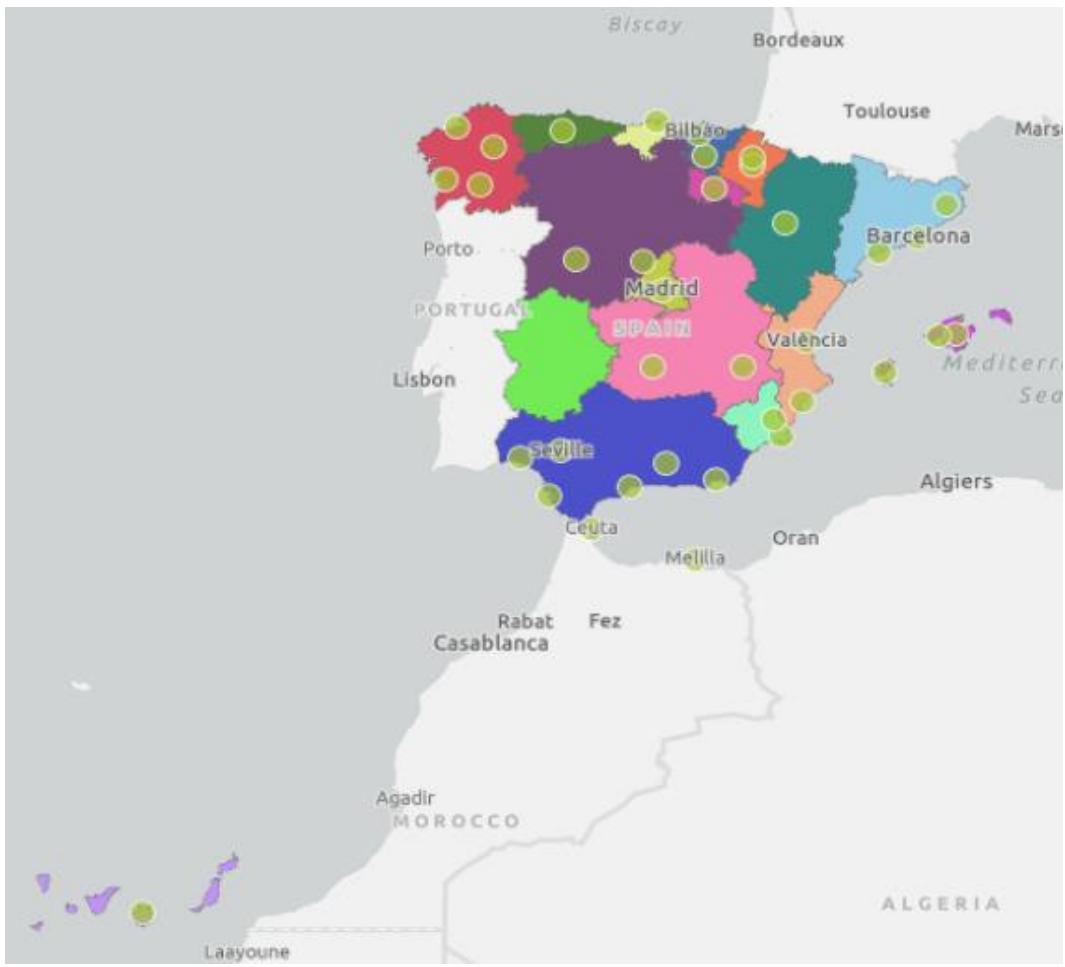 Biscay
Bordeaux
Toulouse
Bilbao
Mars
Porto
Barcelona
Madrid
PORTUGAL
SPAIN
València
Mediterr
Lisbon
Sea
Seville
Algiers
Ceuta
Oran
Melilla
Rabat
Fez
Casablanca
Agadir
MOROCCO
ALGERIA
Laayoune